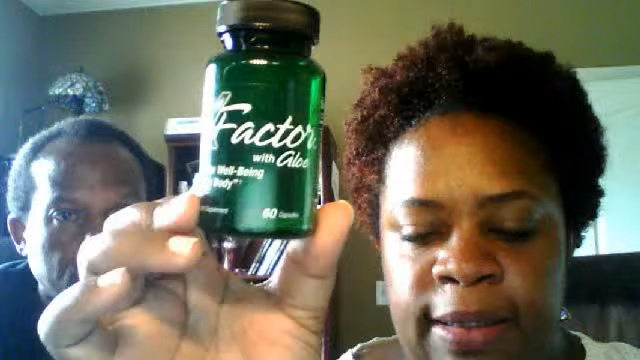 Factor
with Aloe
Well-Being
Body
60 Capsules